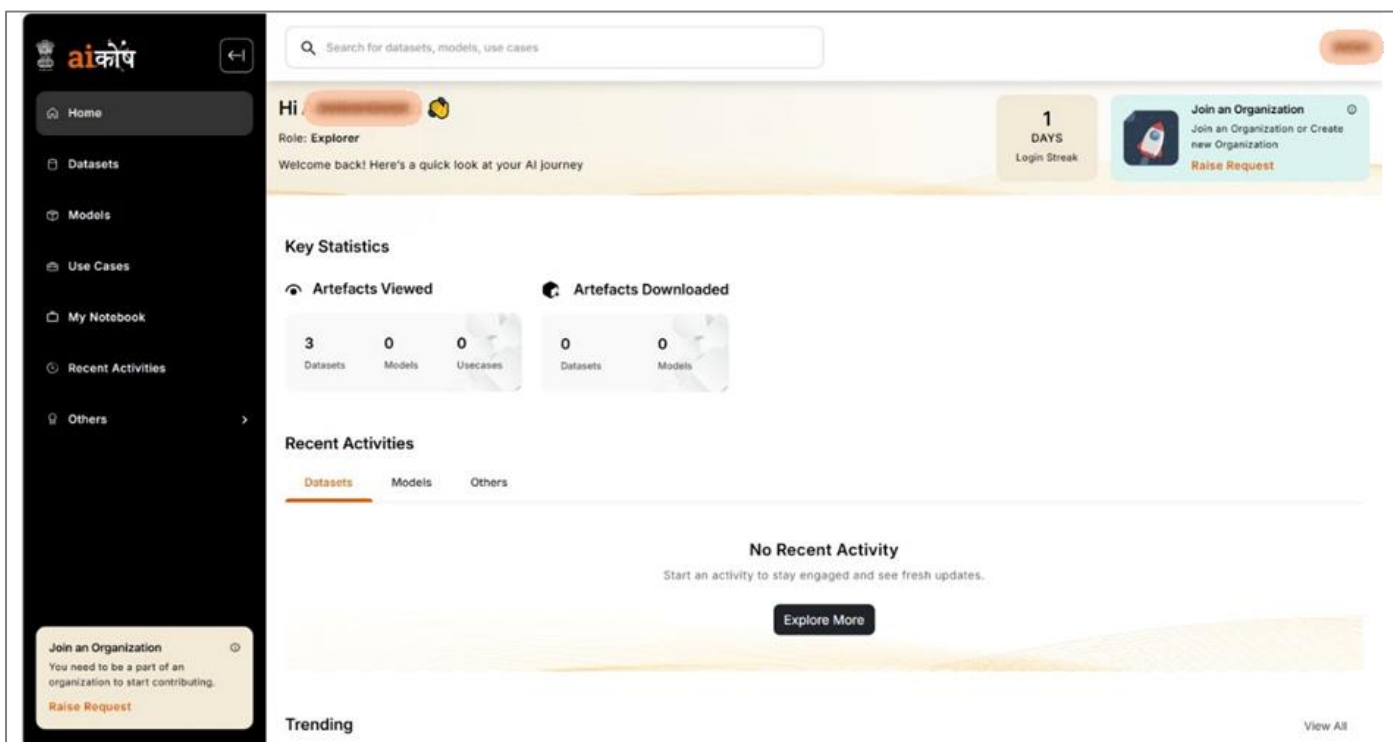 aiकोष
Home
Datasets
Models
Use Cases
My Notebook
Recent Activities
Others
Join an Organization
You need to be a part of an
organization to start contributing.
Raise Request
Search for datasets, models, use cases
Hi
Role: Explorer
Welcome back! Here's a quick look at your AI journey
1
DAYS
Login Streak
Join an Organization
Join an Organization or Create
new Organization
Raise Request
Key Statistics
Artefacts Viewed
3 0 0
Datasets Models Usecases
Artefacts Downloaded
0 0
Datasets Models
Recent Activities
Datasets Models Others
No Recent Activity
Start an activity to stay engaged and see fresh updates.
Explore More
Trending
View All